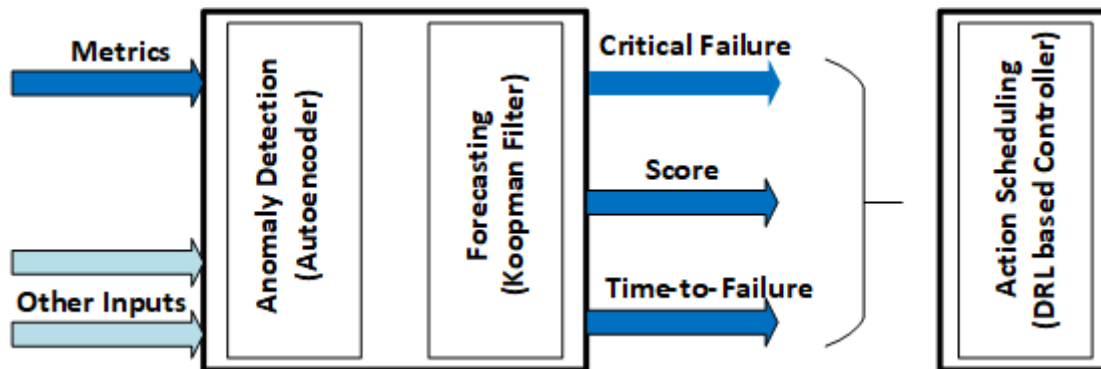 Metrics
Other Inputs
Anomaly Detection
(Autoencoder)
Forecasting
(Koopman Filter)
Critical Failure
Score
Time-to-Failure
Action Scheduling
(DRL based Controller)